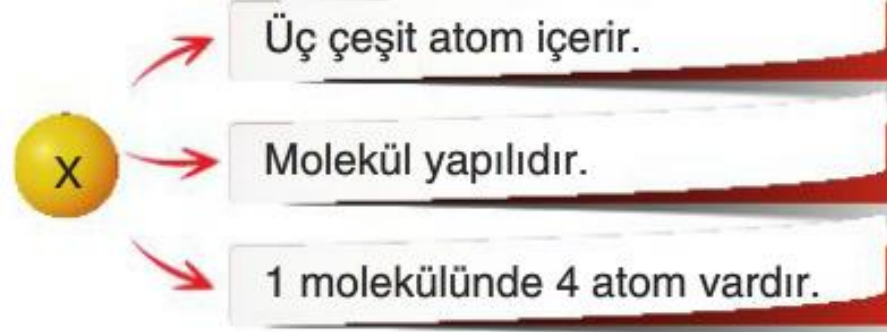 Üç çeşit atom içerir.
X
Molekül yapılıdır.
1 molekülünde 4 atom vardır.